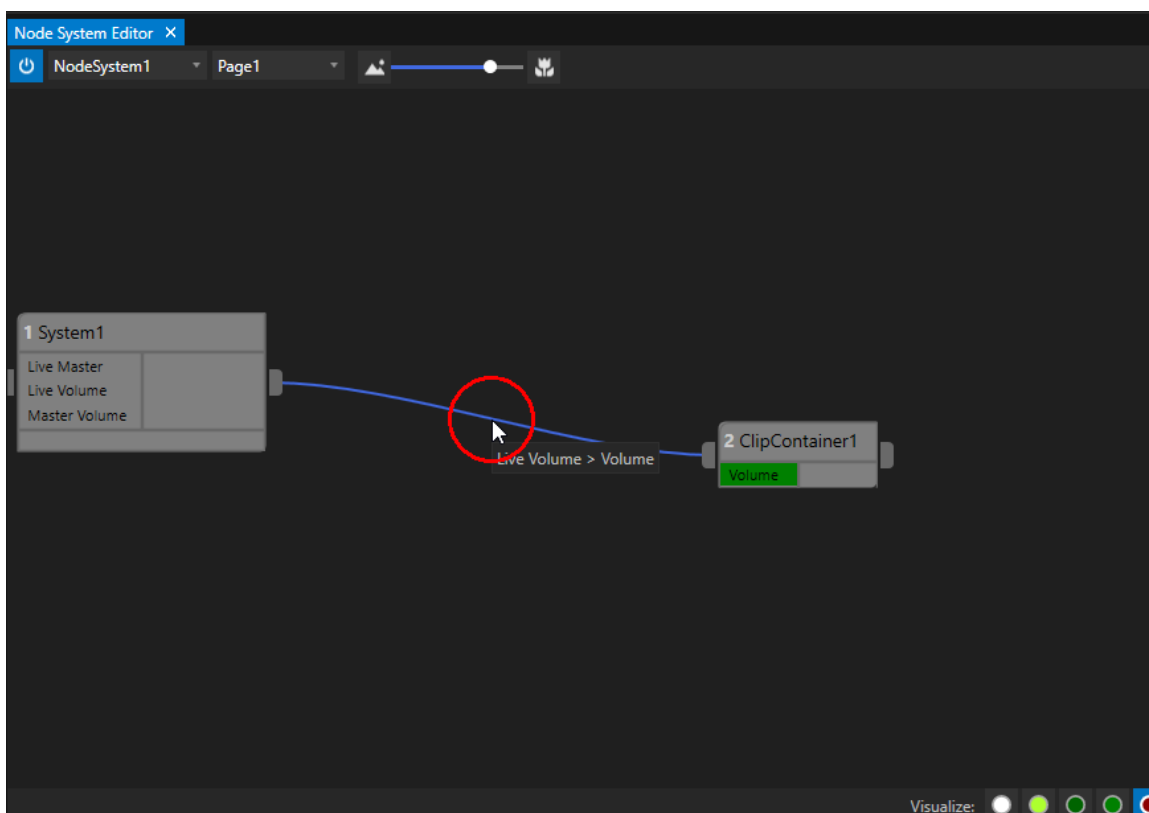 Node System Editor
NodeSystem1 Page1
1 System1
Live Master
Live Volume
Master Volume
Live Volume > Volume
2 ClipContainer1
Volume
Visualize: